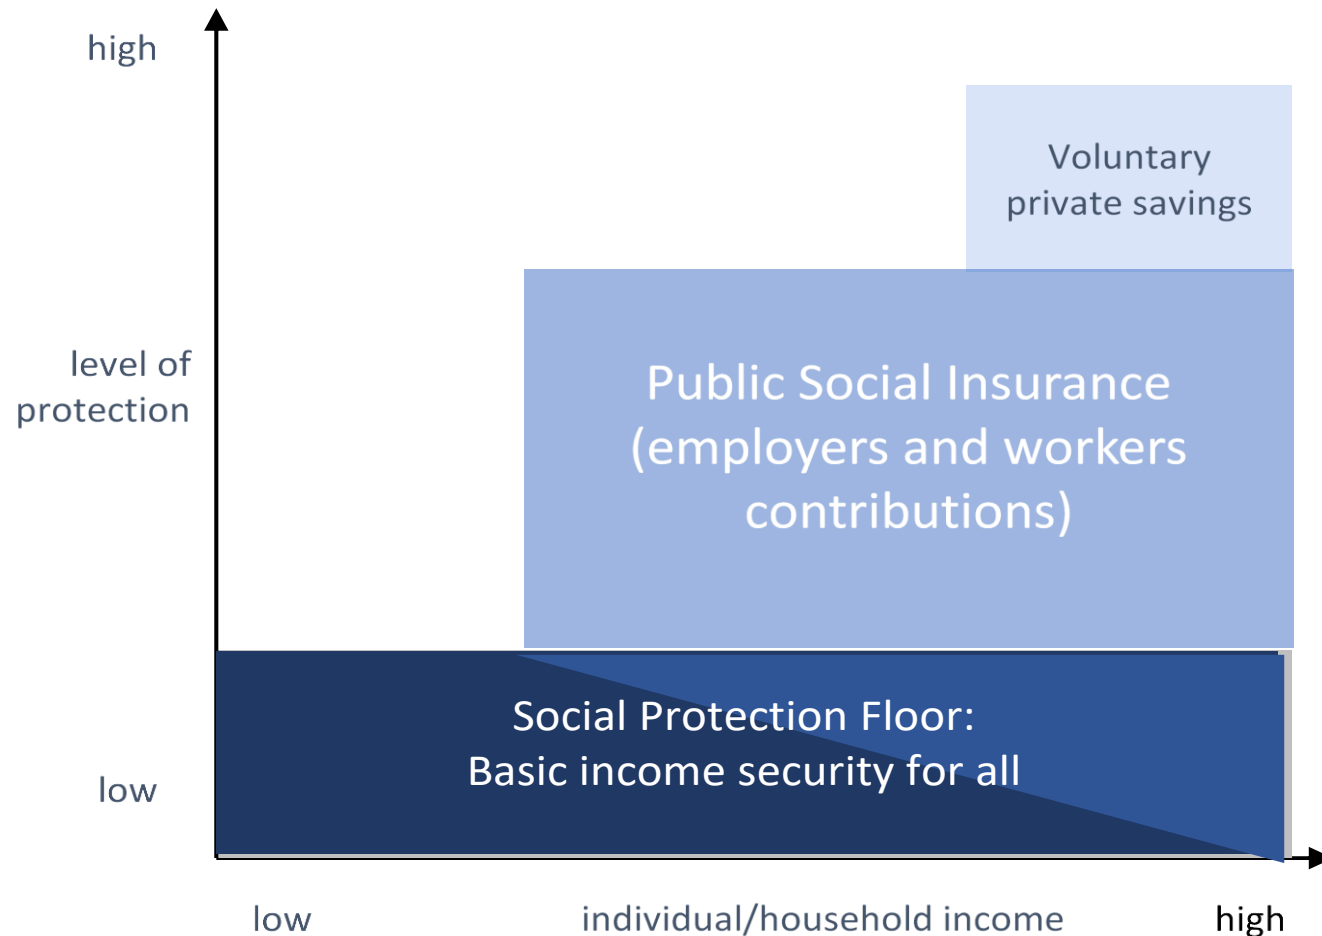 high
Voluntary
private savings
level of
protection
Public Social Insurance
(employers and workers
contributions)
Social Protection Floor:
Basic income security for all
low
low
individual/household income
high